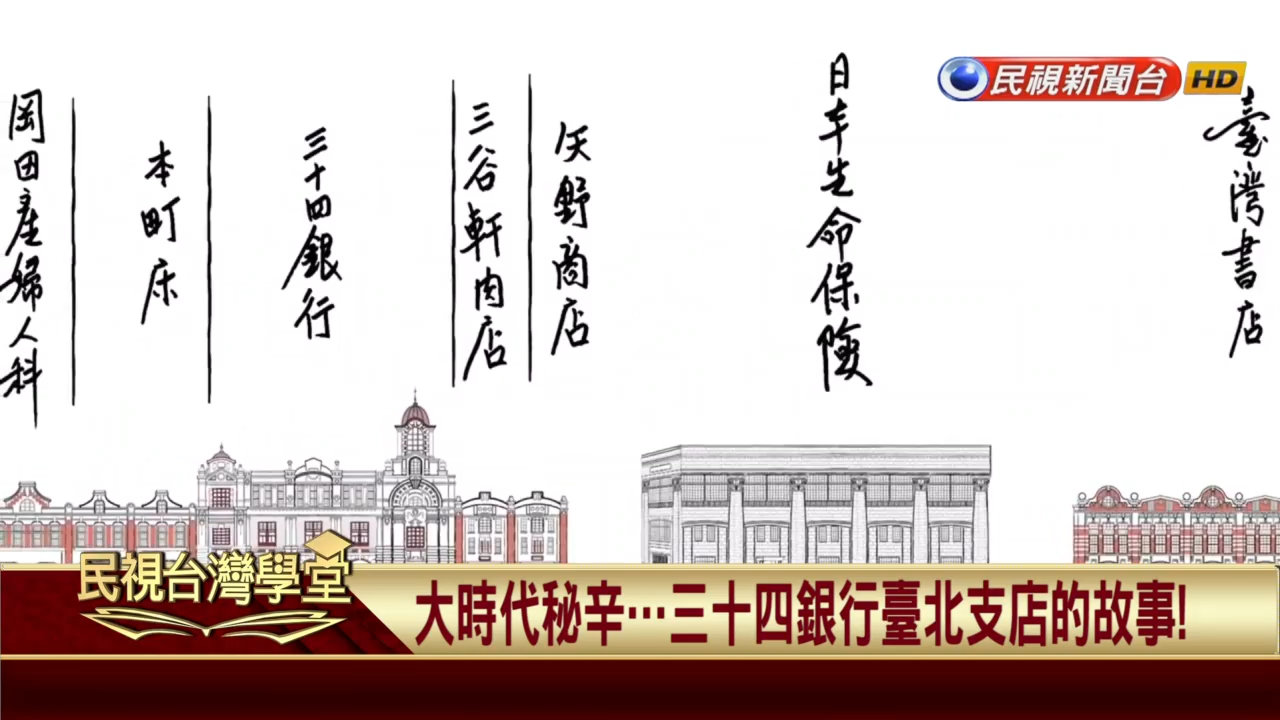 民視新聞台 HD
岡田產婦人科
本町床
三十四銀行
三谷軒肉店
矢野商店
日本生命保險
臺灣書店
民視台灣學堂
大時代秘辛…三十四銀行臺北支店的故事!